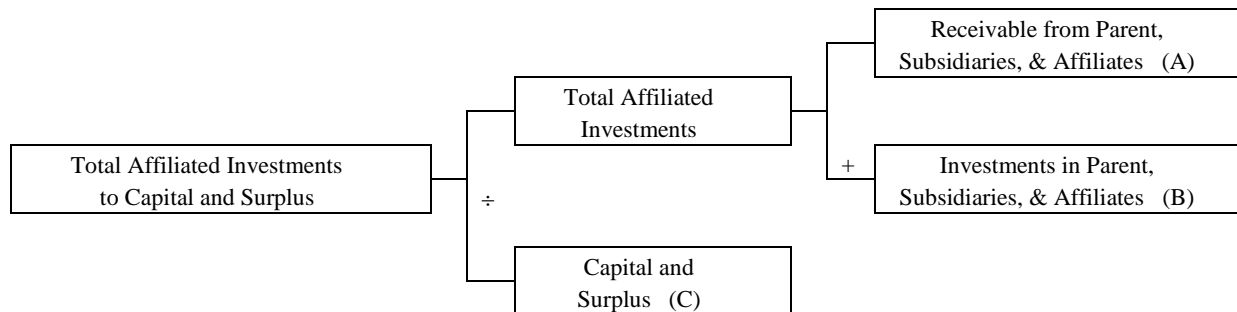 Receivable from Parent,
Subsidiaries, & Affiliates (A)
Total Affiliated
Investments
+
Total Affiliated Investments
to Capital and Surplus
Investments in Parent,
Subsidiaries, & Affiliates (B)
÷
Capital and
Surplus (C)